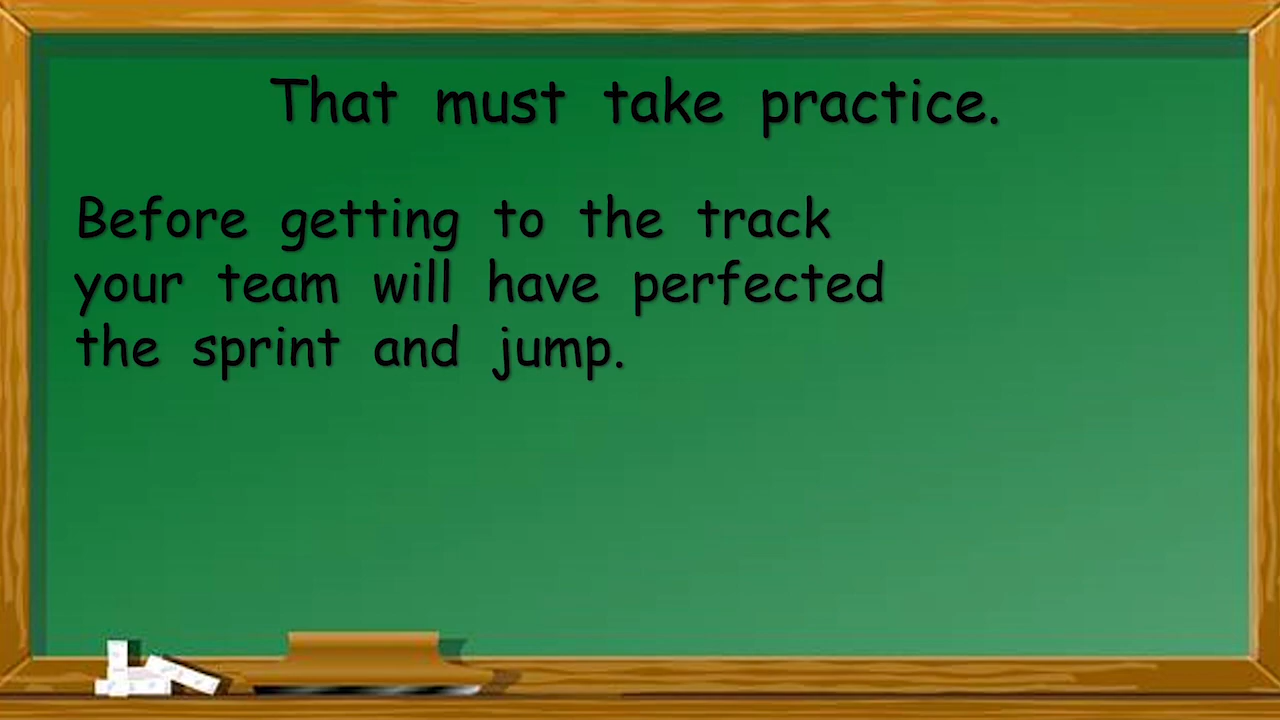 That must take practice.
Before getting to the track
your team will have perfected
the sprint and jump.